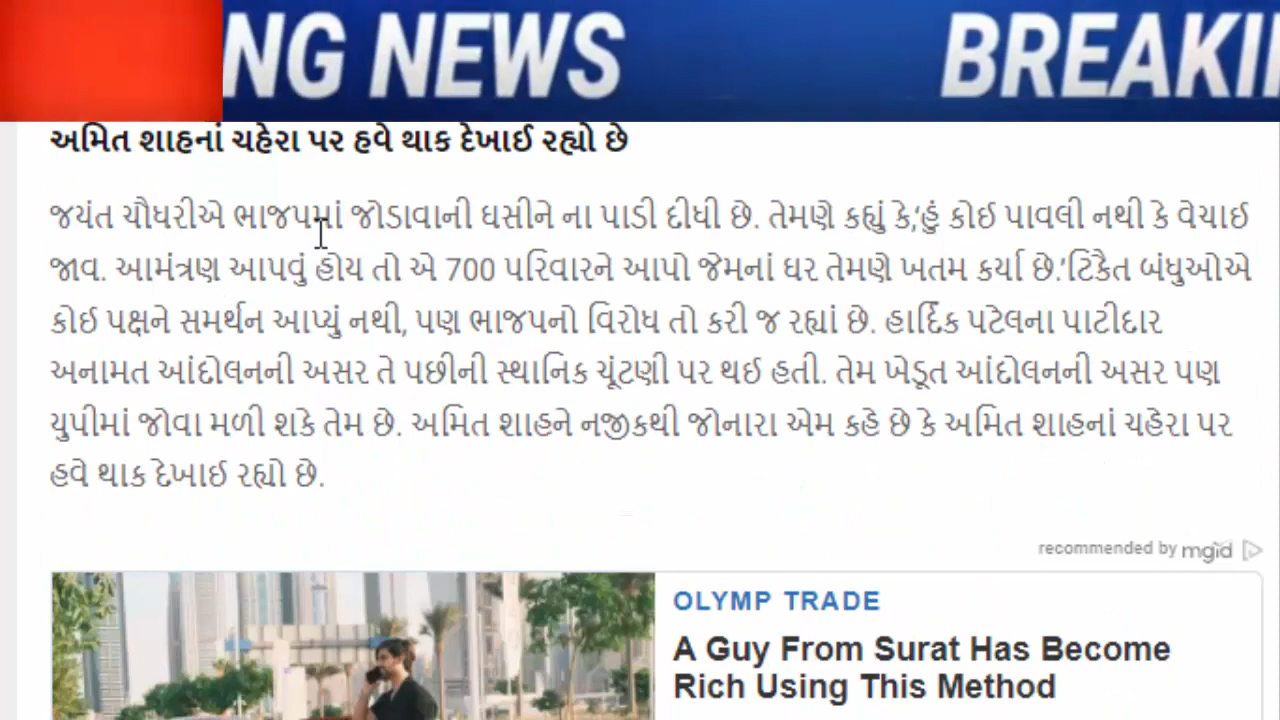 NG NEWS BREAKI
અમિત શાહનાં ચહેરા પર હવે થાક દેખાઈ રહ્યો છે
જયંત ચૌધરીએ ભાજપમાં જોડાવાની ઘસીને ના પાડી દીધી છે. તેમણે કહ્યું કે,‘હું કોઈ પાવલી નથી કે વેચાઈ
જાવ. આમંત્રણ આપવું હોય તો એ 700 પરિવારને આપો જેમનાં ઘર તેમણે ખતમ કર્યા છે.’ટિકૈત બંધુઓએ
કોઈ પક્ષને સમર્થન આપ્યું નથી, પણ ભાજપનો વિરોધ તો કરી જ રહ્યાં છે. હાર્દિક પટેલના પાટીદાર
અનામત આંદોલનની અસર તે પછીની સ્થાનિક ચૂંટણી પર થઈ હતી. તેમ ખેડૂત આંદોલનની અસર પણ
યુપીમાં જોવા મળી શકે તેમ છે. અમિત શાહને નજીકથી જોનારા એમ કહે છે કે અમિત શાહનાં ચહેરા પર
હવે થાક દેખાઈ રહ્યો છે.
recommended by mgid
OLYMP TRADE
A Guy From Surat Has Become
Rich Using This Method